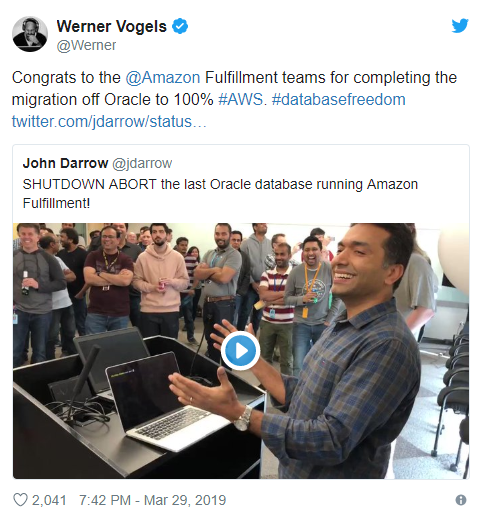 Werner Vogels
@Werner
Congrats to the @Amazon Fulfillment teams for completing the
migration off Oracle to 100% #AWS. #databasefreedom
twitter.com/jdarrow/status…
John Darrow @jdarrow
SHUTDOWN ABORT the last Oracle database running Amazon
Fulfillment!
2,041 7:42 PM - Mar 29, 2019